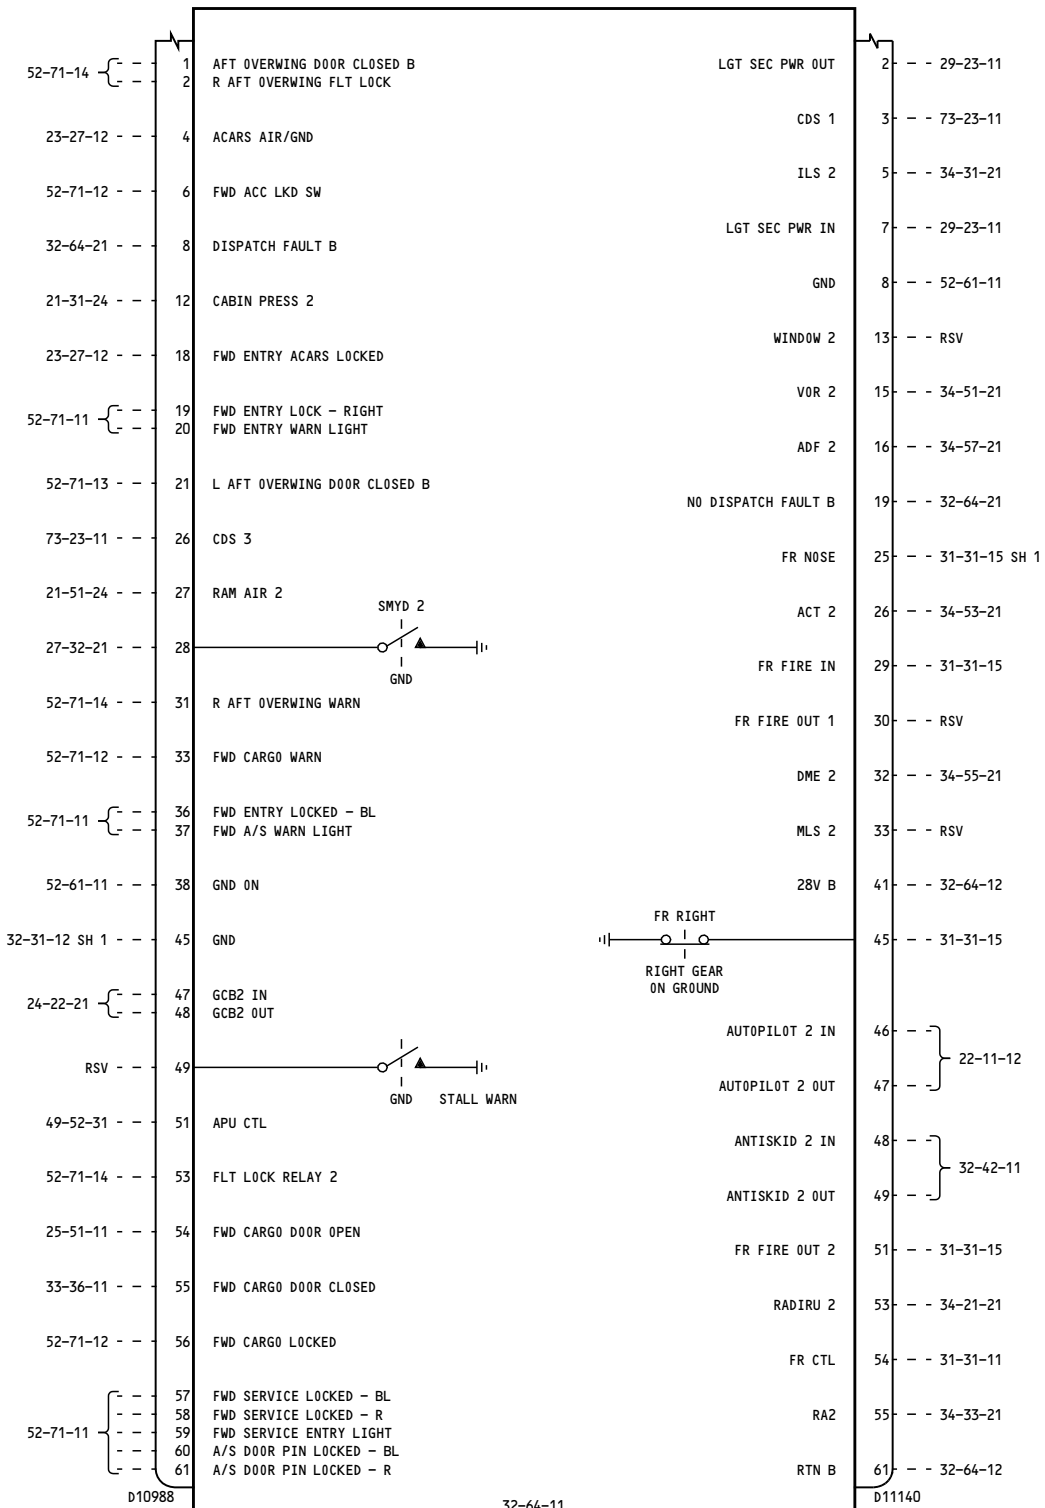 52-71-14 1 AFT OVERWING DOOR CLOSED B
2 R AFT OVERWING FLT LOCK
23-27-12 4 ACARS AIR/GND
52-71-12 6 FWD ACC LKD SW
32-64-21 8 DISPATCH FAULT B
21-31-24 12 CABIN PRESS 2
23-27-12 18 FWD ENTRY ACARS LOCKED
52-71-11 19 FWD ENTRY LOCK - RIGHT
20 FWD ENTRY WARN LIGHT
52-71-13 21 L AFT OVERWING DOOR CLOSED B
73-23-11 26 CDS 3
21-51-24 27 RAM AIR 2
SMYD 2
27-32-21 28
GND
52-71-14 31 R AFT OVERWING WARN
52-71-12 33 FWD CARGO WARN
52-71-11 36 FWD ENTRY LOCKED - BL
37 FWD A/S WARN LIGHT
52-61-11 38 GND ON
32-31-12 SH 1 45 GND
24-22-21 47 GCB2 IN
48 GCB2 OUT
RSV 49
GND STALL WARN
49-52-31 51 APU CTL
52-71-14 53 FLT LOCK RELAY 2
25-51-11 54 FWD CARGO DOOR OPEN
33-36-11 55 FWD CARGO DOOR CLOSED
52-71-12 56 FWD CARGO LOCKED
52-71-11 57 FWD SERVICE LOCKED - BL
58 FWD SERVICE LOCKED - R
59 FWD SERVICE ENTRY LIGHT
60 A/S DOOR PIN LOCKED - BL
61 A/S DOOR PIN LOCKED - R
D10988
LGT SEC PWR OUT 2 29-23-11
CDS 1 3 73-23-11
ILS 2 5 34-31-21
LGT SEC PWR IN 7 29-23-11
GND 8 52-61-11
WINDOW 2 13 RSV
VOR 2 15 34-51-21
ADF 2 16 34-57-21
NO DISPATCH FAULT B 19 32-64-21
FR NOSE 25 31-31-15 SH 1
ACT 2 26 34-53-21
FR FIRE IN 29 31-31-15
FR FIRE OUT 1 30 RSV
DME 2 32 34-55-21
MLS 2 33 RSV
28V B 41 32-64-12
FR RIGHT
45 31-31-15
RIGHT GEAR
ON GROUND
AUTOPILOT 2 IN 46
22-11-12
AUTOPILOT 2 OUT 47
ANTISKID 2 IN 48
32-42-11
ANTISKID 2 OUT 49
FR FIRE OUT 2 51 31-31-15
RADIRU 2 53 34-21-21
FR CTL 54 31-31-11
RA2 55 34-33-21
RTN B 61 32-64-12
D11140
32-64-11